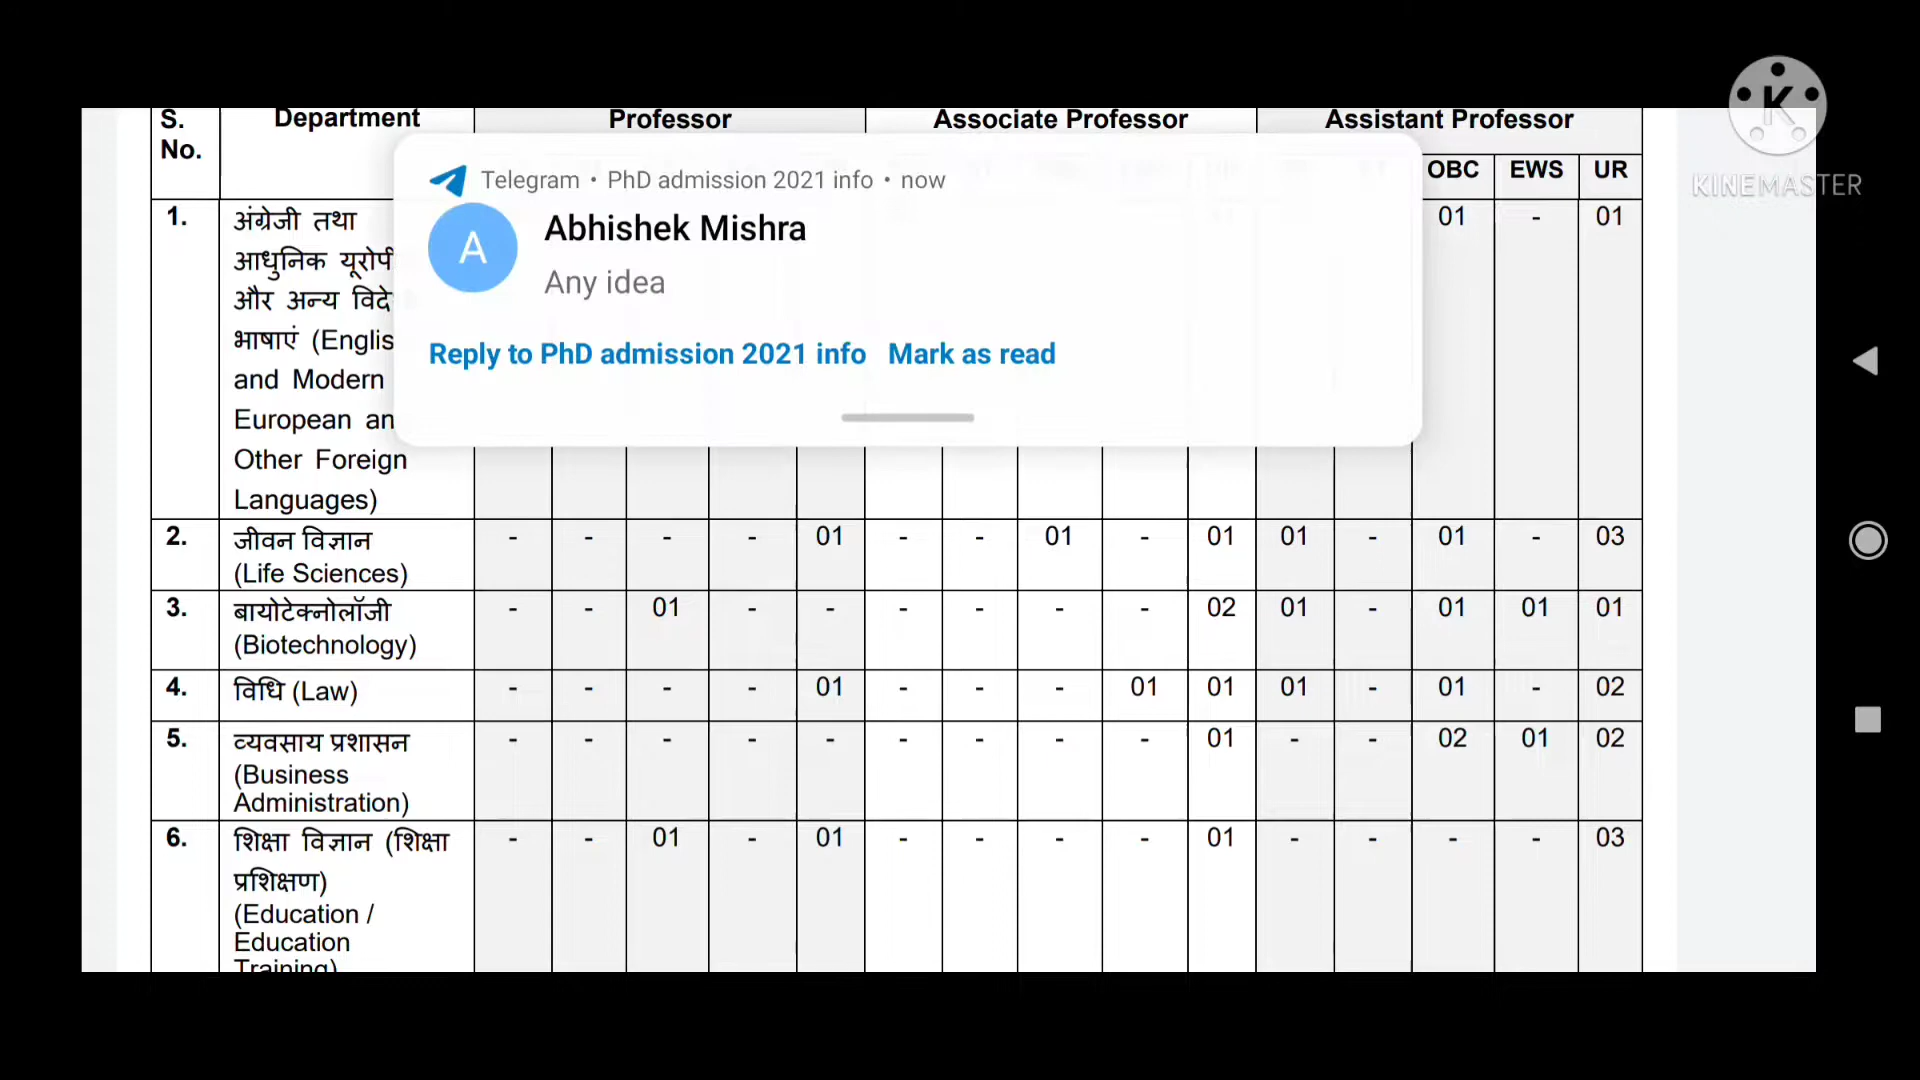 S. No. Department Professor Associate Professor Assistant Professor
OBC EWS UR
Telegram • PhD admission 2021 info • now
A Abhishek Mishra
Any idea
Reply to PhD admission 2021 info Mark as read
KINEMASTER
1. अंग्रेजी तथा 01 - 01
आधुनिक यूरोपी
और अन्य विदे
भाषाएं (Englis
and Modern
European an
Other Foreign
Languages)
2. जीवन विज्ञान - - - - 01 - - 01 - 01 01 - 01 - 03
(Life Sciences)
3. बायोटेक्नोलॉजी - - 01 - - - - - - 02 01 - 01 01 01
(Biotechnology)
4. विधि (Law) - - - - 01 - - - 01 01 01 - 01 - 02
5. व्यवसाय प्रशासन - - - - - - - - - 01 - - 02 01 02
(Business
Administration)
6. शिक्षा विज्ञान (शिक्षा - - 01 - 01 - - - - 01 - - - - 03
प्रशिक्षण)
(Education /
Education
Training)